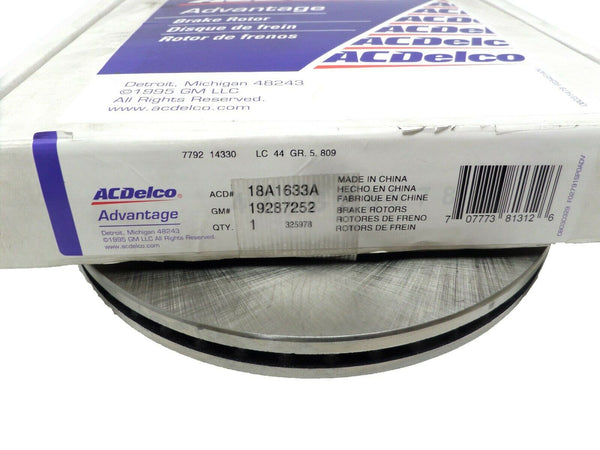 Advantage
Brake Rotor
Disque de frein
Rotor de frenos
ACDelco
ACDelco
Detroit, Michigan 48243
©1995 GM LLC
All Rights Reserved.
www.acdelco.com
7792 14330 LC 44 GR. 5. 809
ACDelco
Advantage
Detroit, Michigan 48243
©1995 GM LLC All Rights Reserved.
www.acdelco.com
ACD# 18A1633A
GM# 19287252
QTY. 1 325978
MADE IN CHINA
HECHO EN CHINA
FABRIQUE EN CHINE
BRAKE ROTORS
ROTORES DE FRENO
ROTORS DE FREIN
7 07773 81312 6